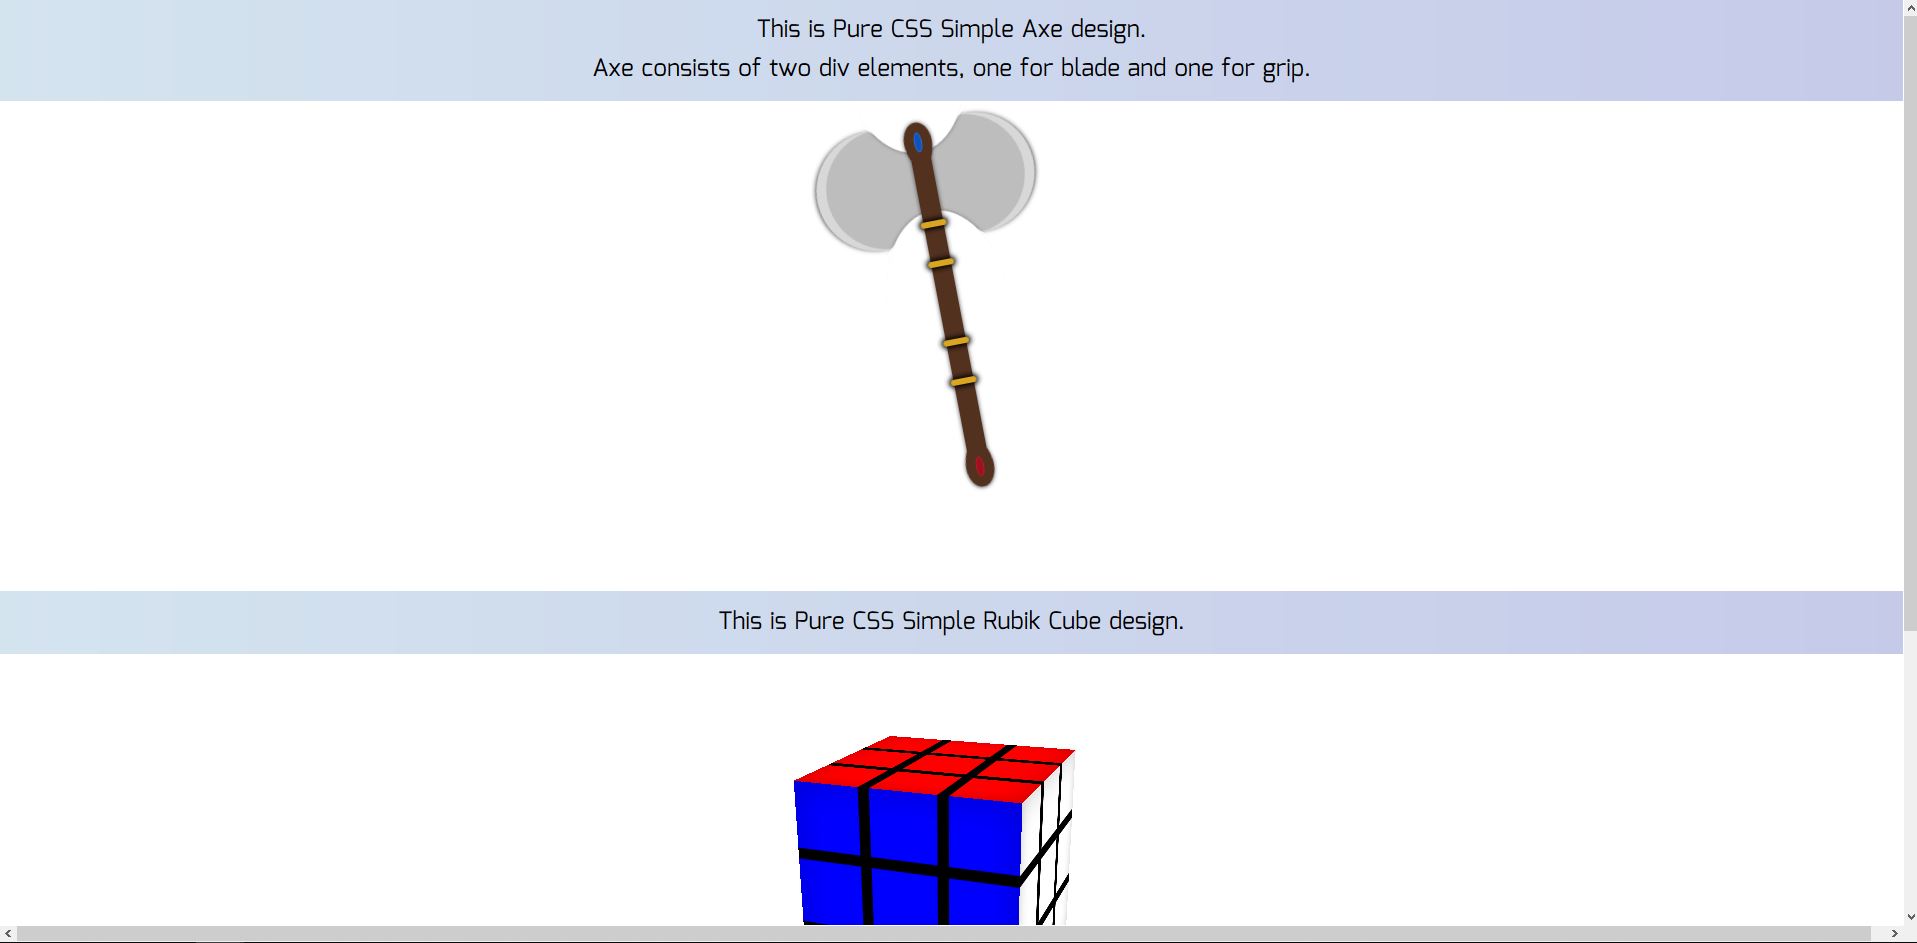 This is Pure CSS Simple Axe design.
Axe consists of two div elements, one for blade and one for grip.
This is Pure CSS Simple Rubik Cube design.